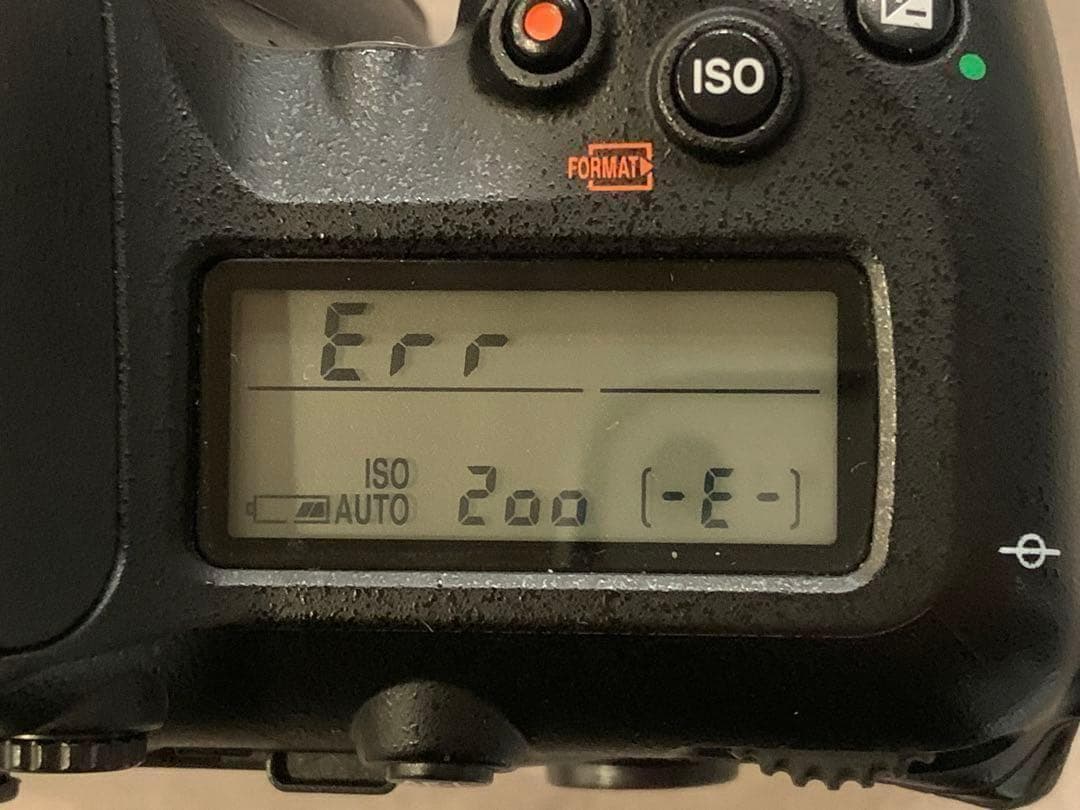 ISO
FORMAT
Err
ISO
AUTO 200 [-E-]